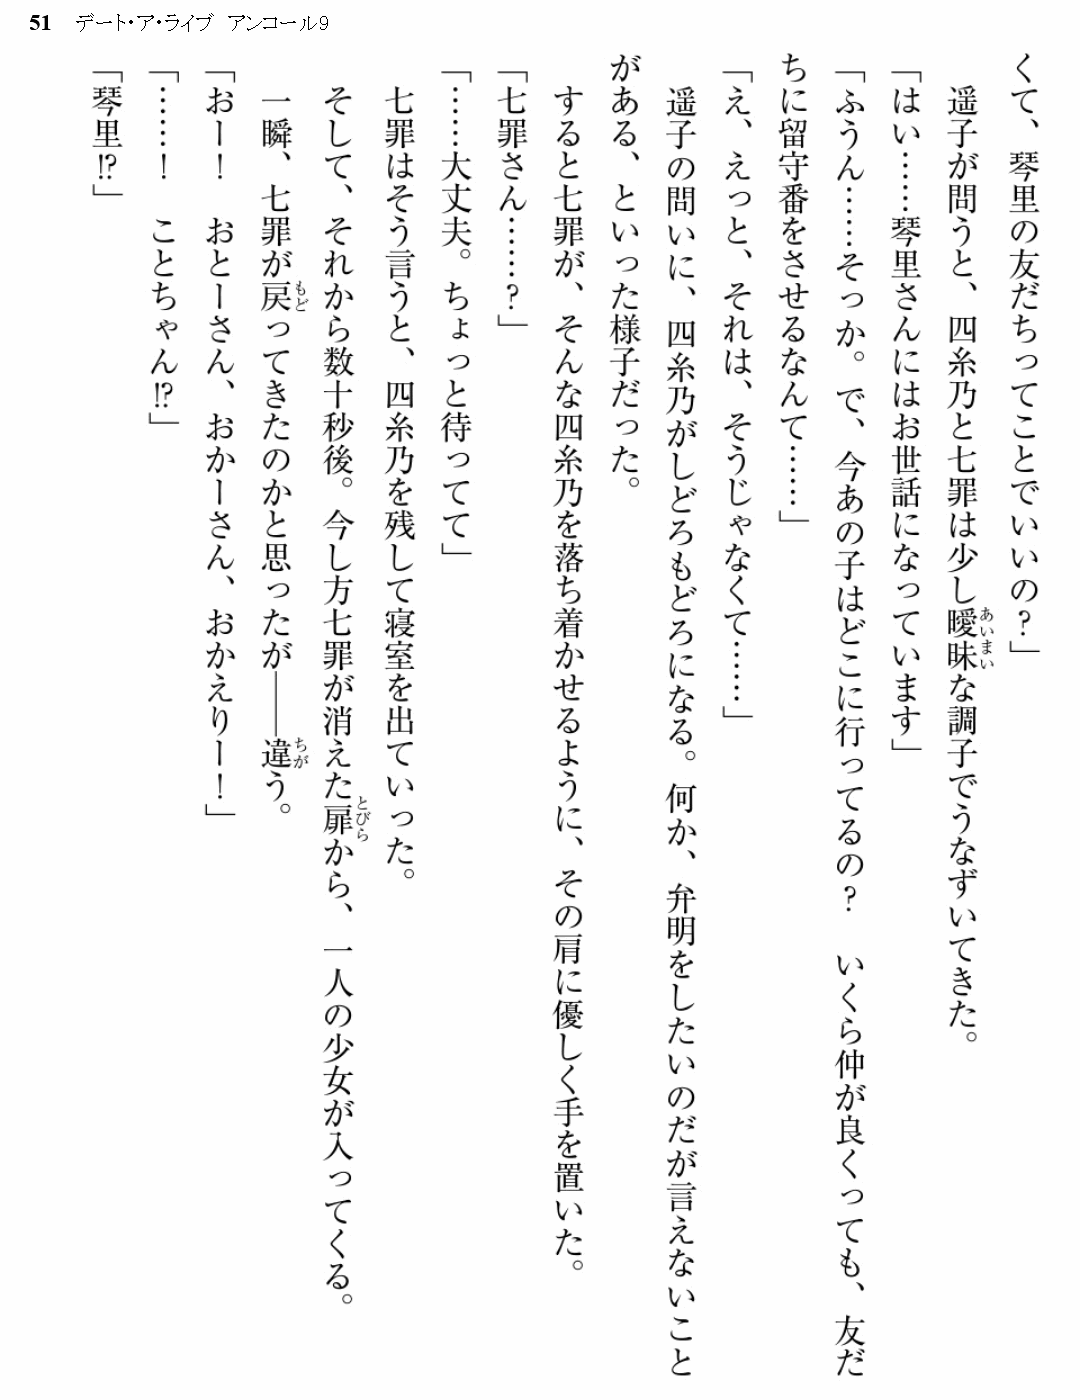 51 デート・ア・ライブ アンコール9
くて、琴里の友だちってことでいいの？」
　遥子が問うと、四糸乃と七罪は少し曖昧な調子でうなずいてきた。
あいまい
「はい……琴里さんにはお世話になっています」
「ふうん……そっか。で、今あの子はどこに行ってるの？　いくら仲が良くっても、友だ
ちに留守番をさせるなんて……」
「え、えっと、それは、そうじゃなくて……」
　遥子の問いに、四糸乃がしどろもどろになる。何か、弁明をしたいのだが言えないこと
がある、といった様子だった。
　すると七罪が、そんな四糸乃を落ち着かせるように、その肩に優しく手を置いた。
「七罪さん……？」
「……大丈夫。ちょっと待ってて」
　七罪はそう言うと、四糸乃を残して寝室を出ていった。
　そして、それから数十秒後。今し方七罪が消えた扉から、一人の少女が入ってくる。
とびら
　一瞬、七罪が戻ってきたのかと思ったが――違う。
もど
ちが
「おー！　おとーさん、おかーさん、おかえりー！」
「……！　ことちゃん!?」
「琴里!?」